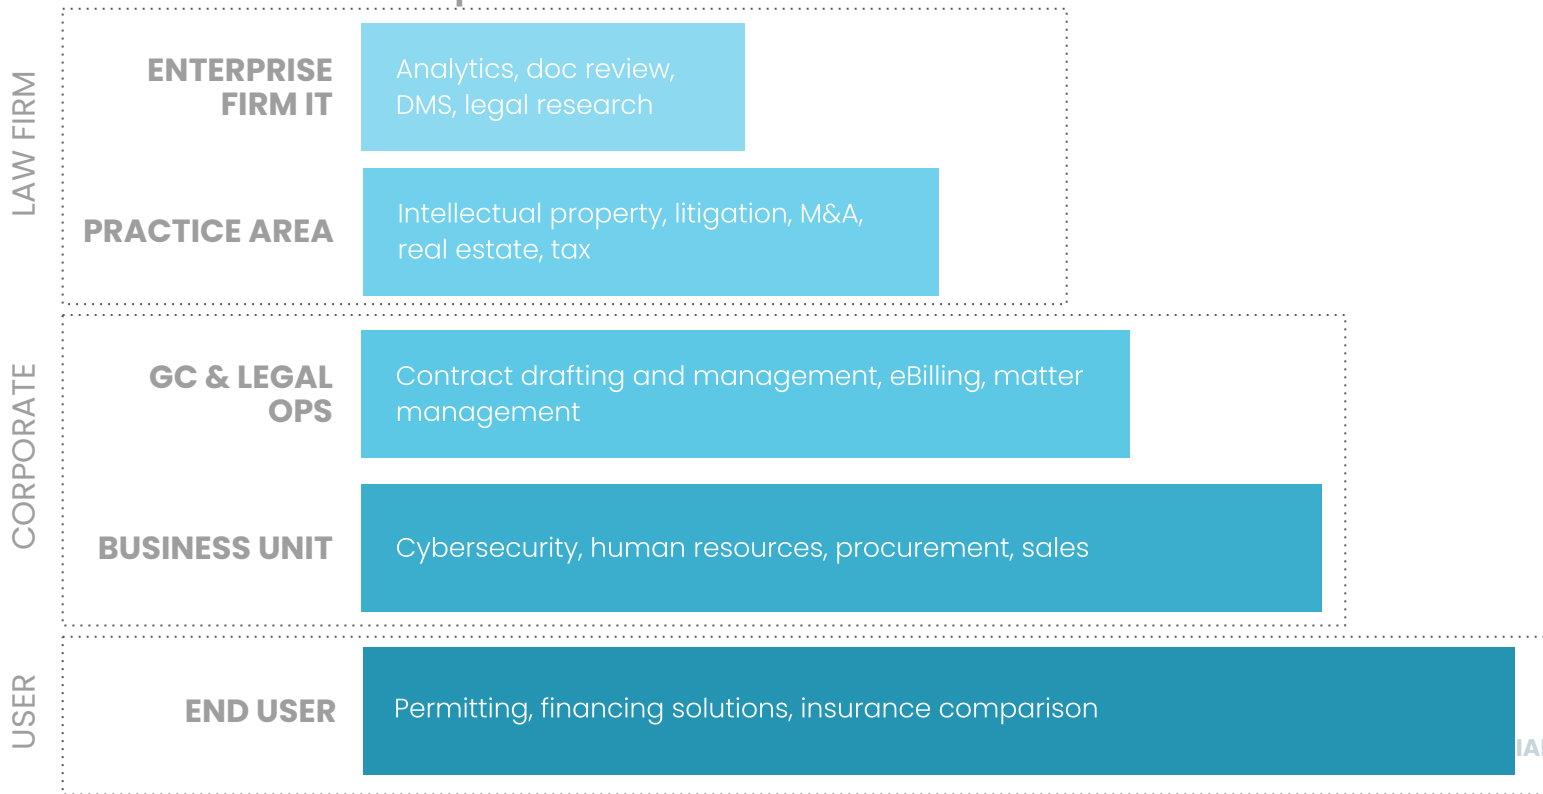 LAW FIRM
ENTERPRISE
FIRM IT
Analytics, doc review,
DMS, legal research
PRACTICE AREA
Intellectual property, litigation, M&A,
real estate, tax
CORPORATE
GC & LEGAL
OPS
Contract drafting and management, eBilling, matter
management
BUSINESS UNIT
Cybersecurity, human resources, procurement, sales
USER
END USER
Permitting, financing solutions, insurance comparison